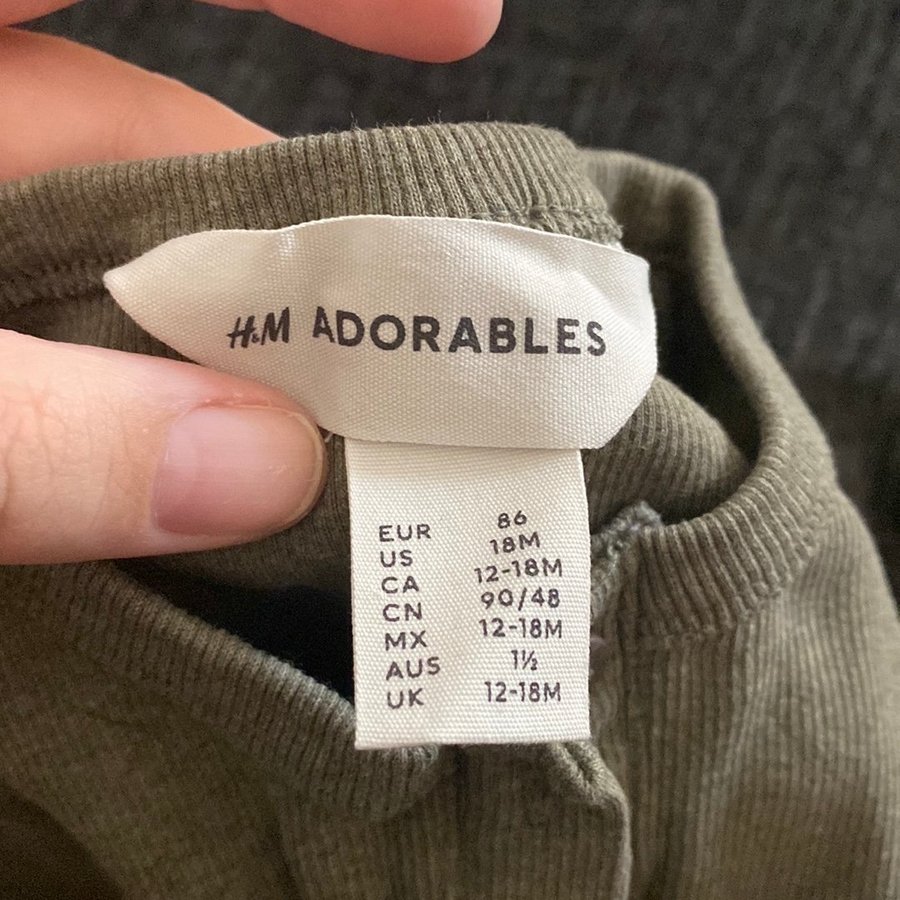 H&M ADORABLES
EUR 86
US 18M
CA 12-18M
CN 90/48
MX 12-18M
AUS 1½
UK 12-18M